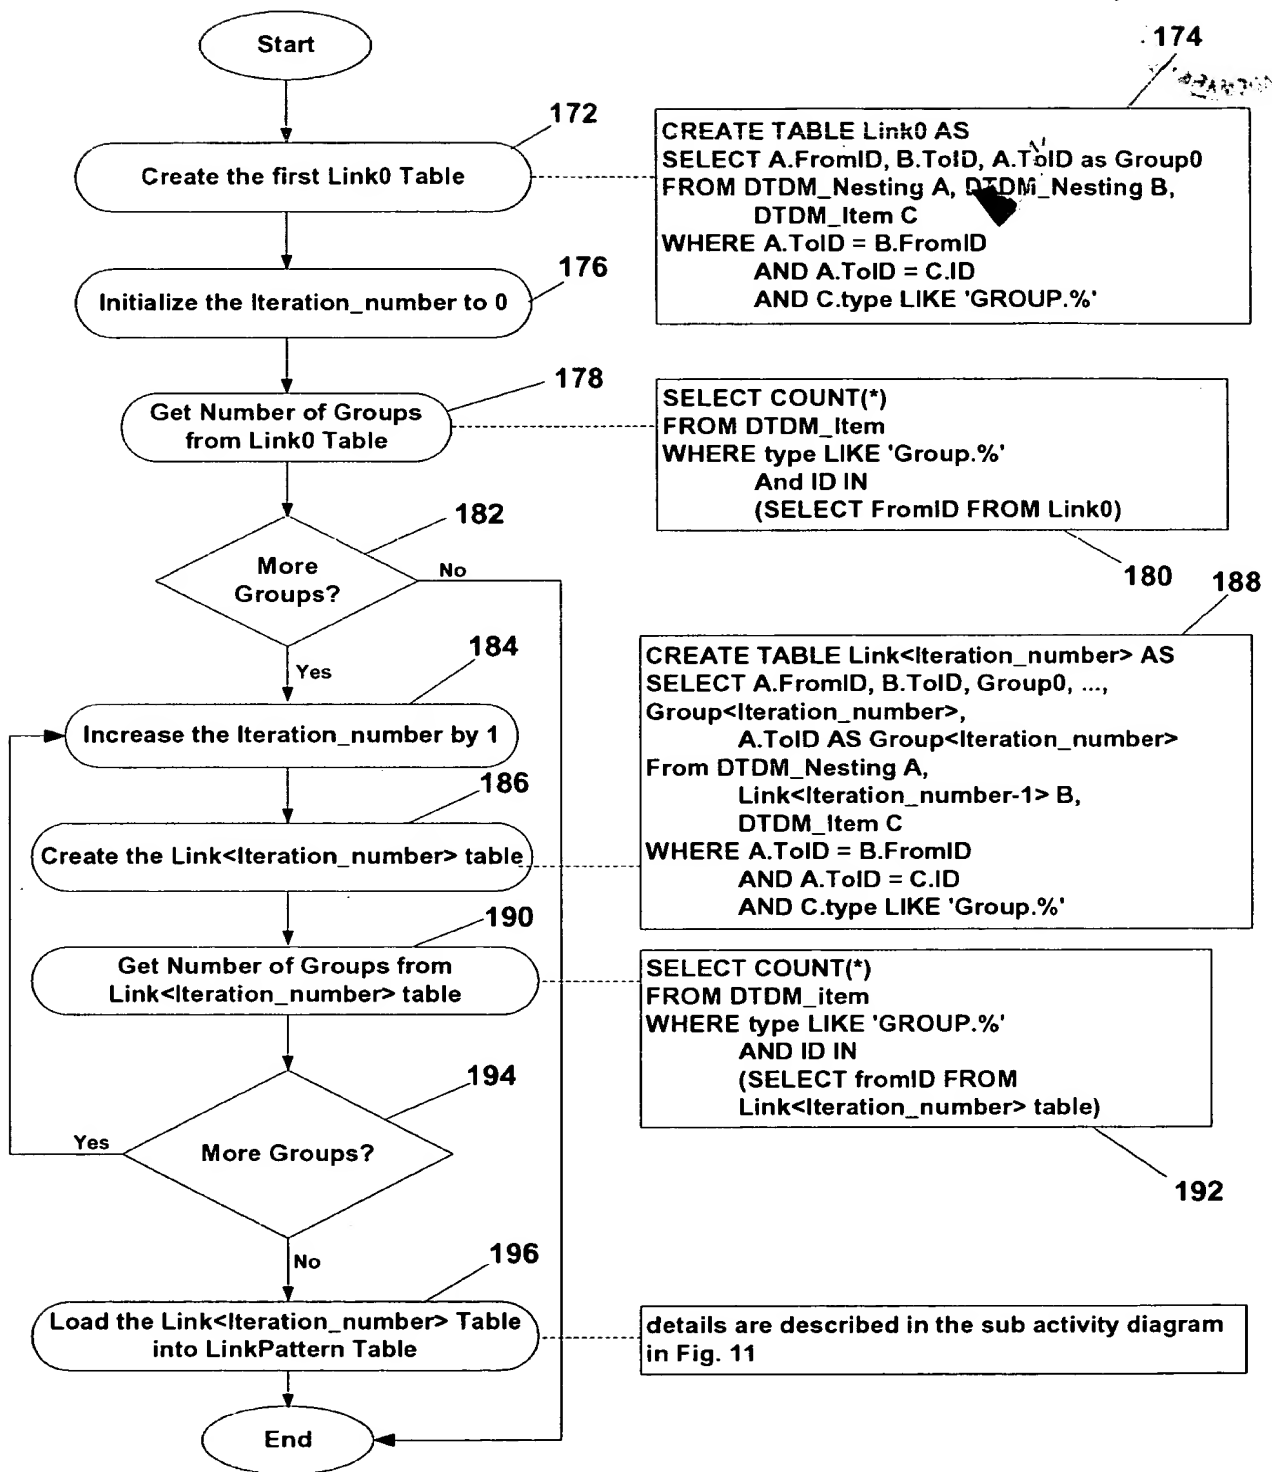 Start
174
172
Create the first Link0 Table
CREATE TABLE Link0 AS
SELECT A.FromID, B.ToID, A.ToID as Group0
FROM DTDM_Nesting A, DTDM_Nesting B,
DTDM_Item C
WHERE A.ToID = B.FromID
AND A.ToID = C.ID
AND C.type LIKE 'GROUP.%'
176
Initialize the Iteration_number to 0
178
Get Number of Groups
from Link0 Table
SELECT COUNT(*)
FROM DTDM_Item
WHERE type LIKE 'Group.%'
And ID IN
(SELECT FromID FROM Link0)
180
182
More
Groups?
No
Yes
188
184
Increase the Iteration_number by 1
CREATE TABLE Link<Iteration_number> AS
SELECT A.FromID, B.ToID, Group0, ...,
Group<Iteration_number>,
A.ToID AS Group<Iteration_number>
From DTDM_Nesting A,
Link<Iteration_number-1> B,
DTDM_Item C
WHERE A.ToID = B.FromID
AND A.ToID = C.ID
AND C.type LIKE 'Group.%'
186
Create the Link<Iteration_number> table
190
Get Number of Groups from
Link<Iteration_number> table
SELECT COUNT(*)
FROM DTDM_item
WHERE type LIKE 'GROUP.%'
AND ID IN
(SELECT fromID FROM
Link<Iteration_number> table)
192
194
More Groups?
Yes
No
196
Load the Link<Iteration_number> Table
into LinkPattern Table
details are described in the sub activity diagram
in Fig. 11
End